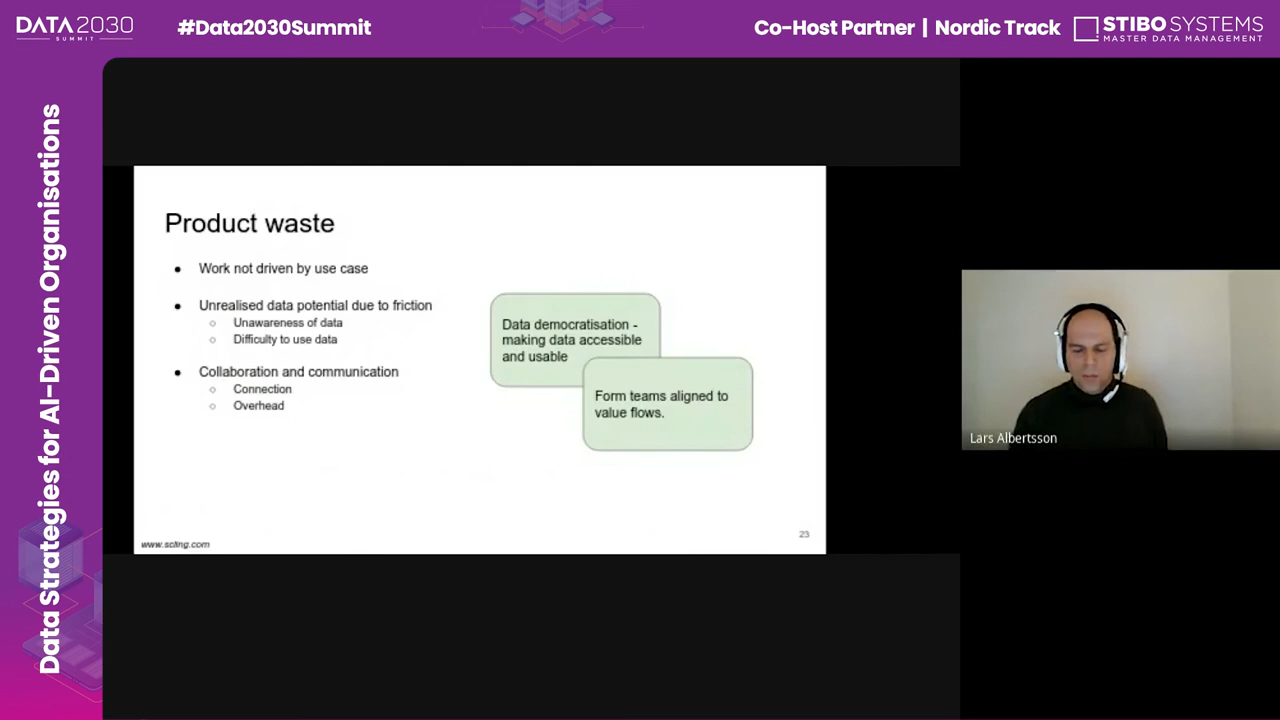 DATA2030
SUMMIT
#Data2030Summit
Co-Host Partner | Nordic Track
STIBO SYSTEMS
MASTER DATA MANAGEMENT
Data Strategies for AI-Driven Organisations
Product waste
● Work not driven by use case
● Unrealised data potential due to friction
○ Unawareness of data
○ Difficulty to use data
● Collaboration and communication
○ Connection
○ Overhead
Data democratisation -
making data accessible
and usable
Form teams aligned to
value flows.
www.scling.com
23
Lars Albertsson